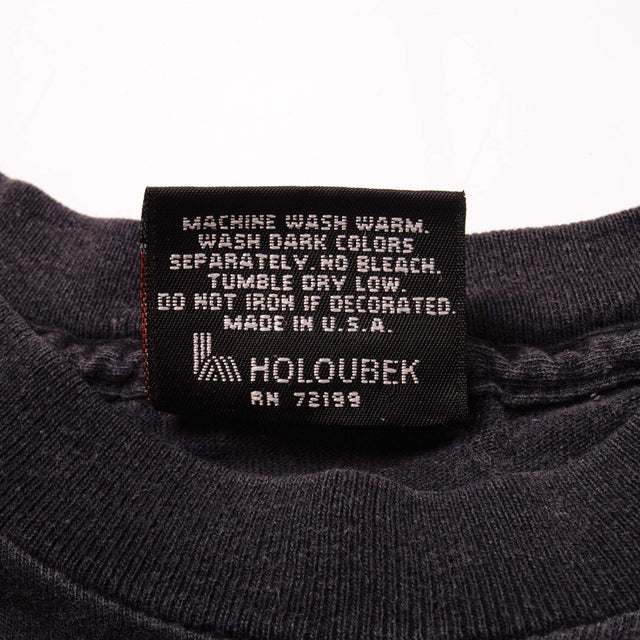 MACHINE WASH WARM.
WASH DARK COLORS
SEPARATELY. NO BLEACH.
TUMBLE DRY LOW.
DO NOT IRON IF DECORATED.
MADE IN U.S.A.
HOLOUBEK
RN 73199